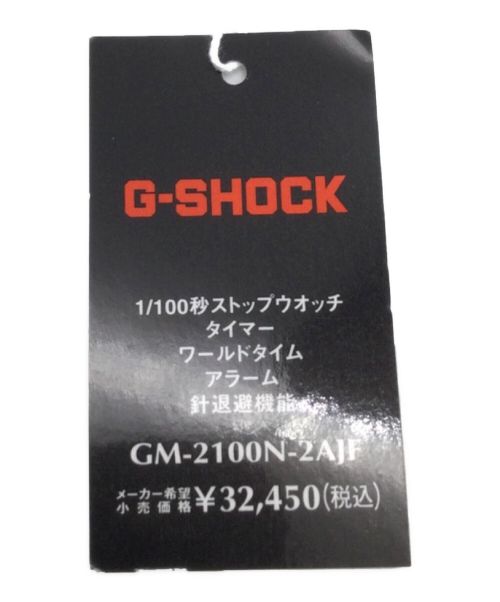 G-SHOCK
1/100秒ストップウオッチ
タイマー
ワールドタイム
アラーム
針退避機能
GM-2100N-2AJF
メーカー希望小売価格 ¥32,450(税込)